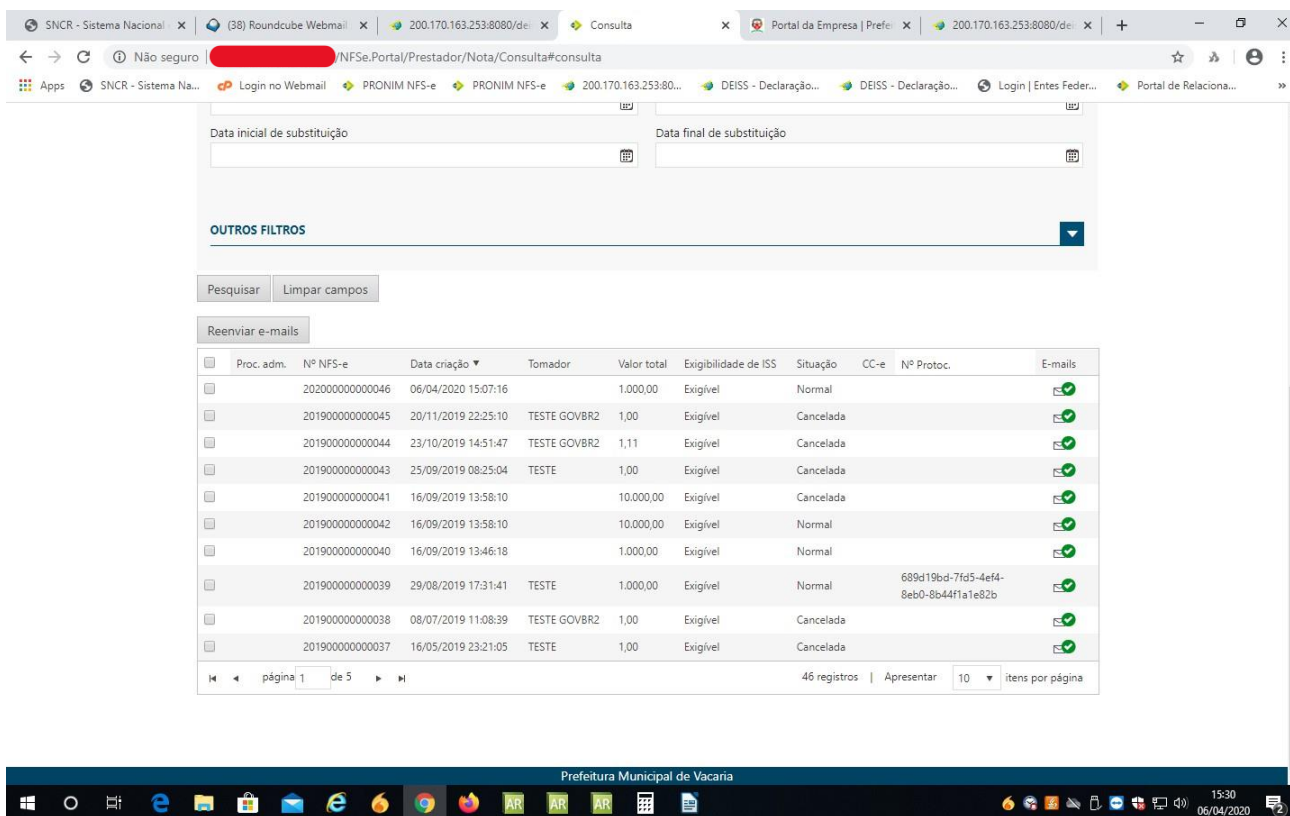 SNCR - Sistema Nacional
(38) Roundcube Webmail
200.170.163.253:8080/de
Consulta
Portal da Empresa | Prefe
200.170.163.253:8080/de
Não seguro
/NFSe.Portal/Prestador/Nota/Consulta#consulta
Apps SNCR - Sistema Na... Login no Webmail PRONIM NFS-e PRONIM NFS-e 200.170.163.253:80... DEISS - Declaração... DEISS - Declaração... Login | Entes Feder... Portal de Relaciona... »
Data inicial de substituição Data final de substituição
OUTROS FILTROS
Pesquisar Limpar campos
Reenviar e-mails
Proc. adm. Nº NFS-e Data criação ▼ Tomador Valor total Exigibilidade de ISS Situação CC-e Nº Protoc. E-mails
202000000000046 06/04/2020 15:07:16 1.000,00 Exigível Normal
201900000000045 20/11/2019 22:25:10 TESTE GOVBR2 1,00 Exigível Cancelada
201900000000044 23/10/2019 14:51:47 TESTE GOVBR2 1,11 Exigível Cancelada
201900000000043 25/09/2019 08:25:04 TESTE 1,00 Exigível Cancelada
201900000000041 16/09/2019 13:58:10 10.000,00 Exigível Cancelada
201900000000042 16/09/2019 13:58:10 10.000,00 Exigível Normal
201900000000040 16/09/2019 13:46:18 1.000,00 Exigível Normal
201900000000039 29/08/2019 17:31:41 TESTE 1.000,00 Exigível Normal 689d19bd-7fd5-4ef4-
8eb0-8b44f1a1e82b
201900000000038 08/07/2019 11:08:39 TESTE GOVBR2 1,00 Exigível Cancelada
201900000000037 16/05/2019 23:21:05 TESTE 1,00 Exigível Cancelada
página 1 de 5 46 registros | Apresentar 10 itens por página
Prefeitura Municipal de Vacaria
AR AR AR
15:30
06/04/2020
2